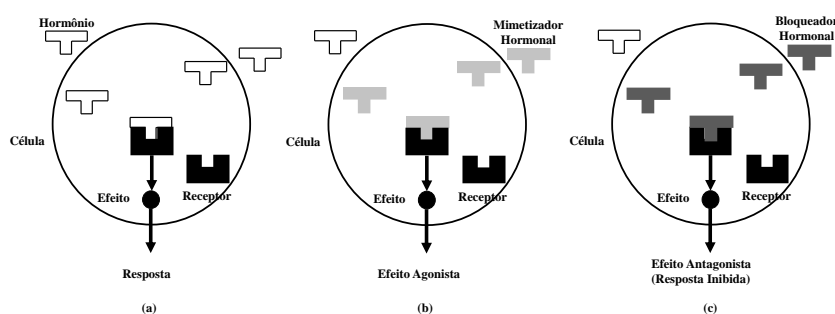 Hormônio
Célula
Efeito
Receptor
Resposta
(a)
Mimetizador
Hormonal
Célula
Efeito
Receptor
Efeito Agonista
(b)
Bloqueador
Hormonal
Célula
Efeito
Receptor
Efeito Antagonista
(Resposta Inibida)
(c)